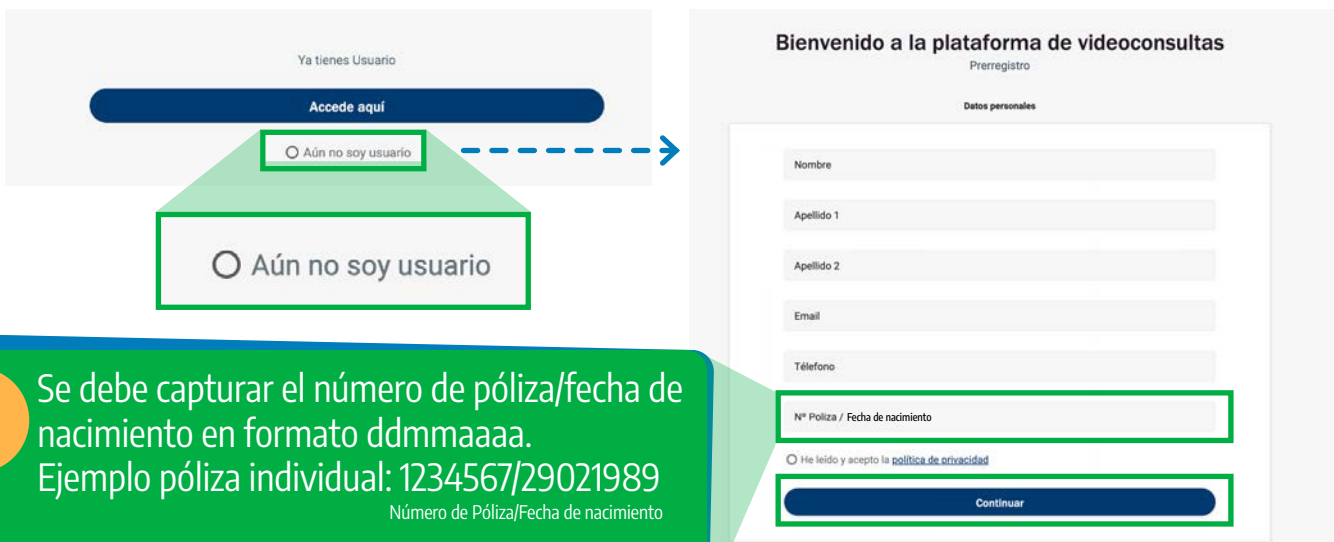 Ya tienes Usuario
Accede aquí
Aún no soy usuario
Aún no soy usuario
Se debe capturar el número de póliza/fecha de
nacimiento en formato ddmmaaaa.
Ejemplo póliza individual: 1234567/29021989
Número de Póliza/Fecha de nacimiento
Bienvenido a la plataforma de videoconsultas
Prerregistro
Datos personales
Nombre
Apellido 1
Apellido 2
Email
Télefono
Nº Poliza / Fecha de nacimiento
He leído y acepto la política de privacidad
Continuar